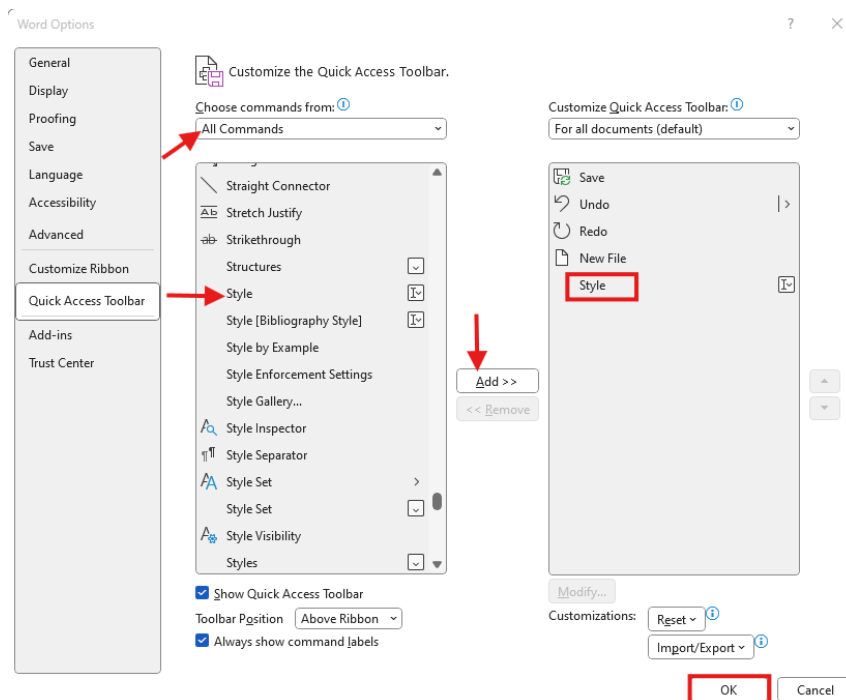 Word Options
General
Display
Proofing
Save
Language
Accessibility
Advanced
Customize Ribbon
Quick Access Toolbar
Add-ins
Trust Center
Customize the Quick Access Toolbar.
Choose commands from:
All Commands
Straight Connector
Stretch Justify
Strikethrough
Structures
Style
Style [Bibliography Style]
Style by Example
Style Enforcement Settings
Style Gallery...
Style Inspector
Style Separator
Style Set
Style Set
Style Visibility
Styles
Show Quick Access Toolbar
Toolbar Position Above Ribbon
Always show command labels
Add >>
<< Remove
Customize Quick Access Toolbar:
For all documents (default)
Save
Undo
Redo
New File
Style
Modify...
Customizations: Reset
Import/Export
OK Cancel